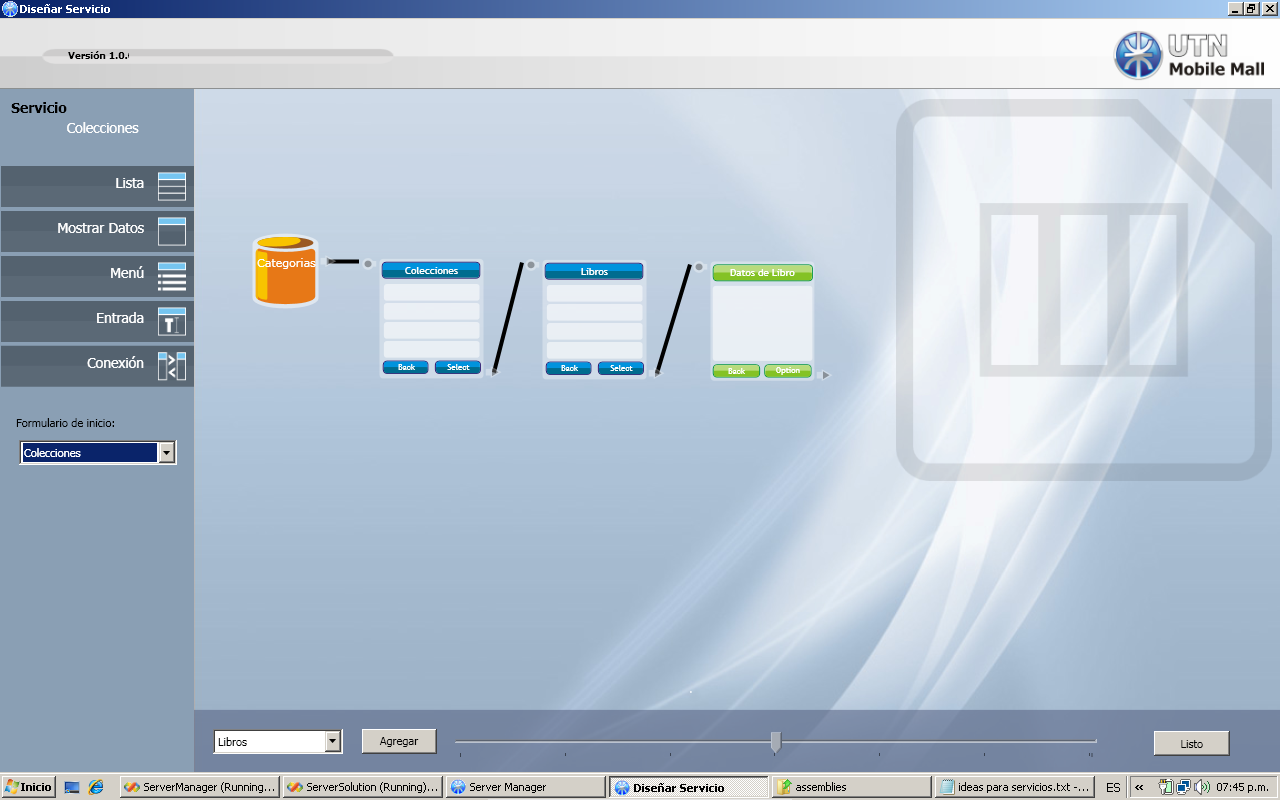 Diseñar Servicio
Versión 1.0.
UTN
Mobile Mall
Servicio
Colecciones
Lista
Mostrar Datos
Menú
Entrada
Conexión
Formulario de inicio:
Colecciones
Categorias
Colecciones
Back Select
Libros
Back Select
Datos de Libro
Back Option
Libros
Agregar
Listo
Inicio
ServerManager (Running...
ServerSolution (Running)...
Server Manager
Diseñar Servicio
assemblies
ideas para servicios.txt -...
ES
07:45 p.m.